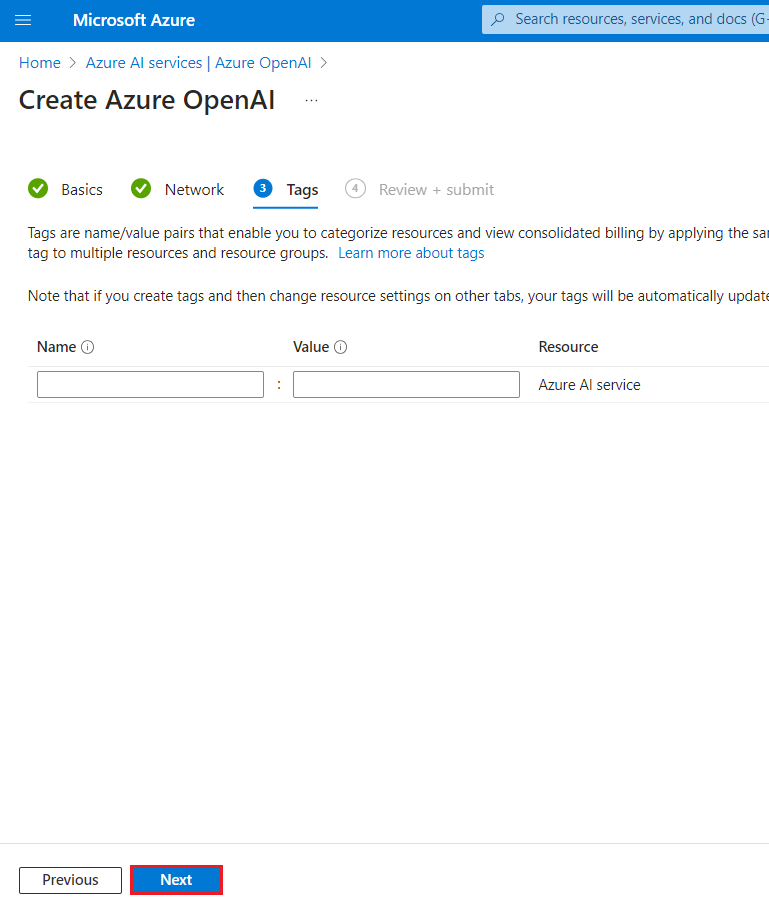 Microsoft Azure
Search resources, services, and docs (G-
Home > Azure AI services | Azure OpenAI >
Create Azure OpenAI ...
Basics Network 3 Tags 4 Review + submit
Tags are name/value pairs that enable you to categorize resources and view consolidated billing by applying the sa
tag to multiple resources and resource groups. Learn more about tags
Note that if you create tags and then change resource settings on other tabs, your tags will be automatically update
Name Value Resource
: Azure AI service
Previous Next